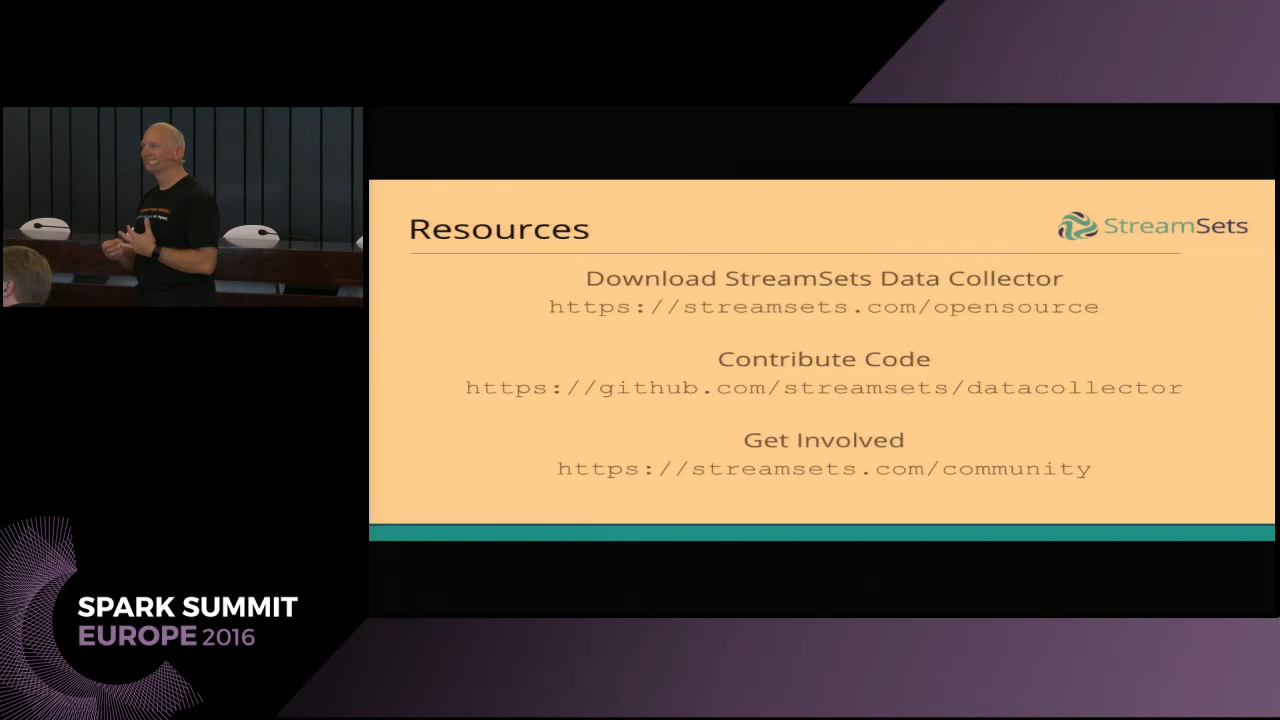 Resources
StreamSets
Download StreamSets Data Collector
https://streamsets.com/opensource
Contribute Code
https://github.com/streamsets/datacollector
Get Involved
https://streamsets.com/community
SPARK SUMMIT
EUROPE 2016